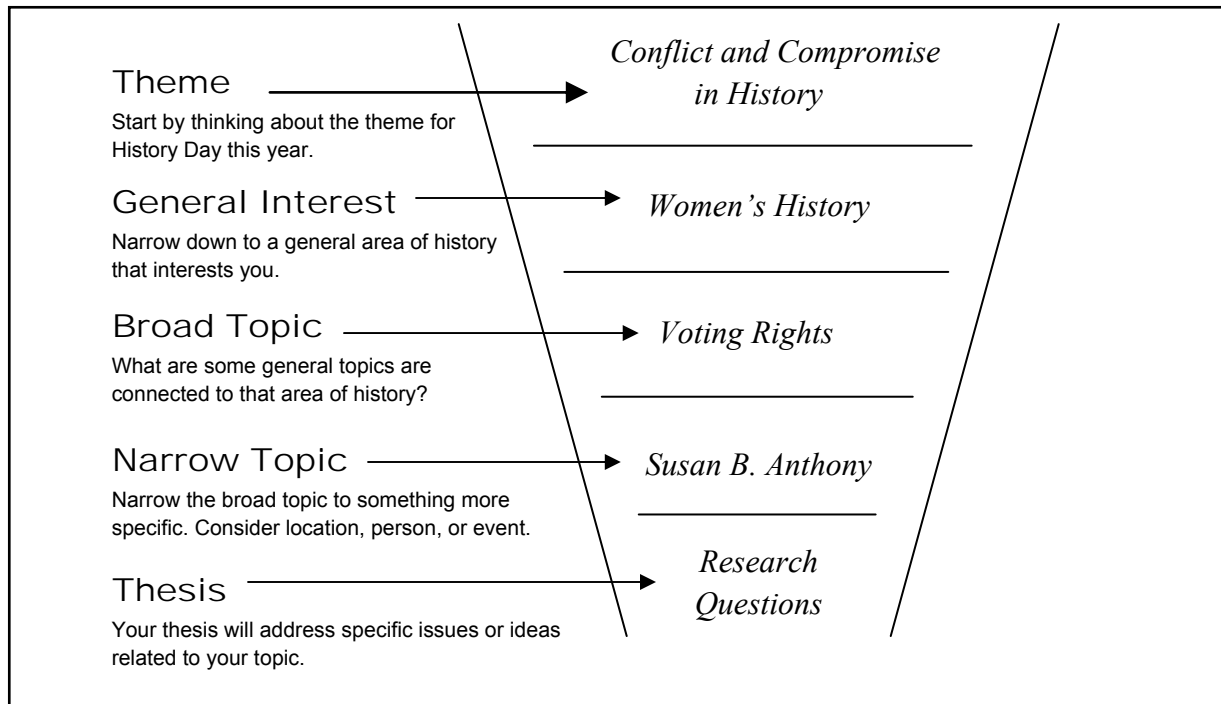 Theme
Start by thinking about the theme for
History Day this year.
Conflict and Compromise
in History
General Interest
Narrow down to a general area of history
that interests you.
Women’s History
Broad Topic
What are some general topics are
connected to that area of history?
Voting Rights
Narrow Topic
Narrow the broad topic to something more
specific. Consider location, person, or event.
Susan B. Anthony
Thesis
Your thesis will address specific issues or ideas
related to your topic.
Research
Questions